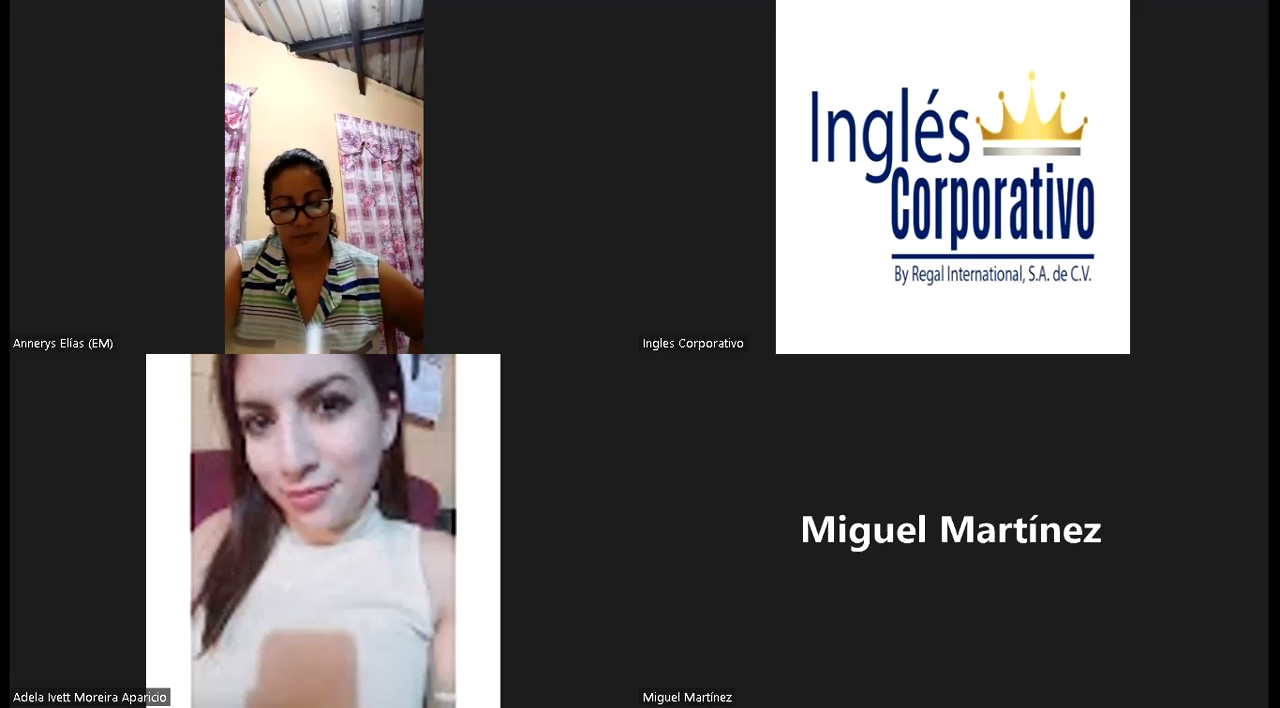 Inglés
Corporativo
By Regal International, S.A. de C.V.
Annerys Elías (EM)
Ingles Corporativo
Miguel Martínez
Adela Ivett Moreira Aparicio
Miguel Martínez